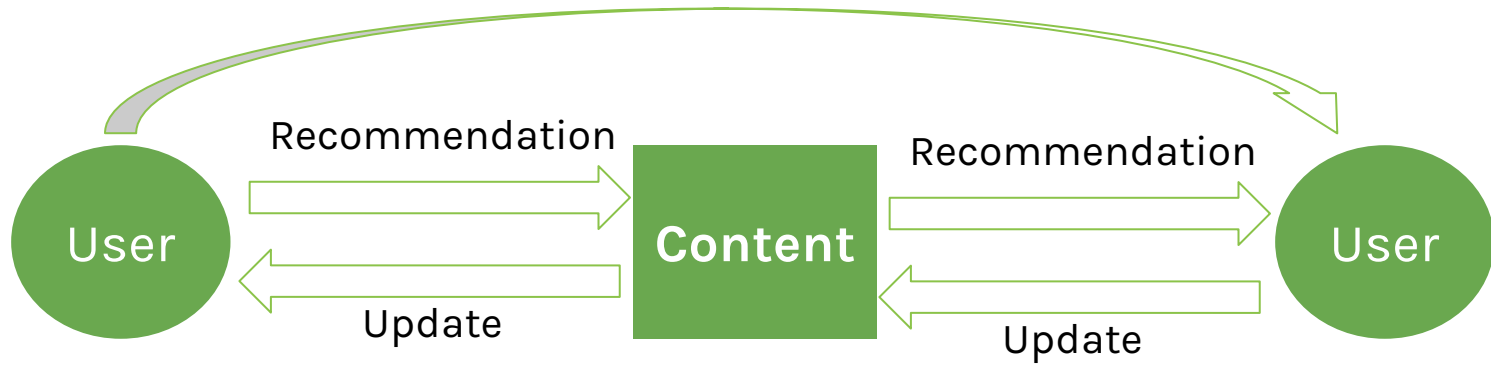 Recommendation
Recommendation
User
Content
User
Update
Update